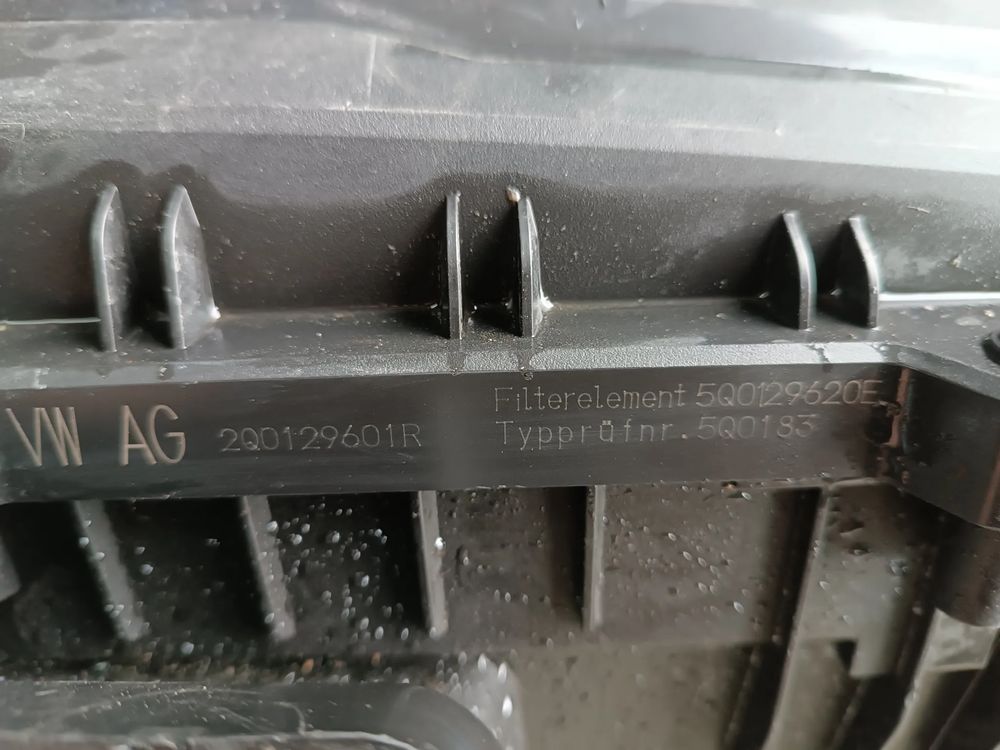 VW AG 2Q0129601R
Filterelement 5Q0129620E
Typprüfnr. 5Q0183